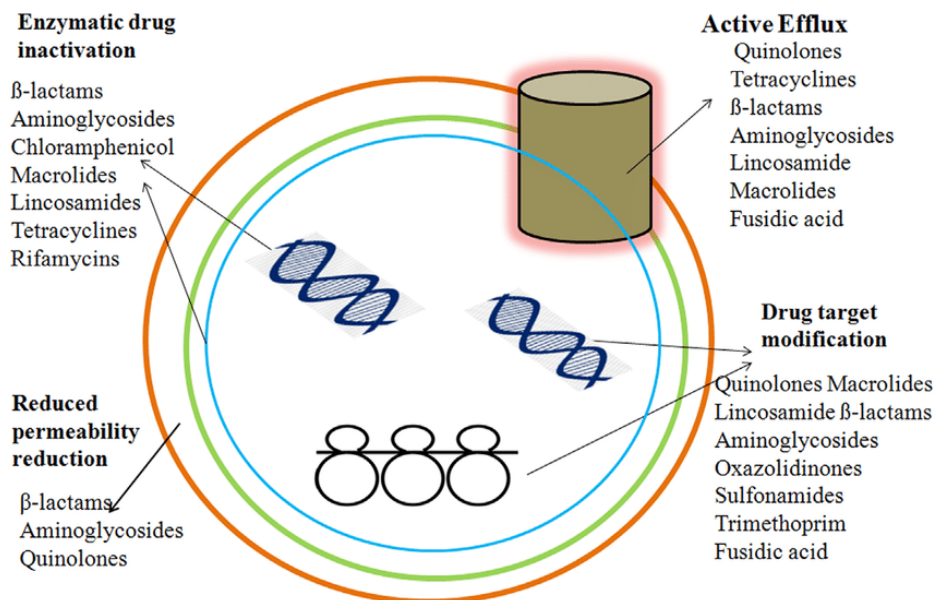 Enzymatic drug
inactivation
ß-lactams
Aminoglycosides
Chloramphenicol
Macrolides
Lincosamides
Tetracyclines
Rifamycins
Active Efflux
Quinolones
Tetracyclines
ß-lactams
Aminoglycosides
Lincosamide
Macrolides
Fusidic acid
Reduced
permeability
reduction
β-lactams
Aminoglycosides
Quinolones
Drug target
modification
Quinolones Macrolides
Lincosamide ß-lactams
Aminoglycosides
Oxazolidinones
Sulfonamides
Trimethoprim
Fusidic acid